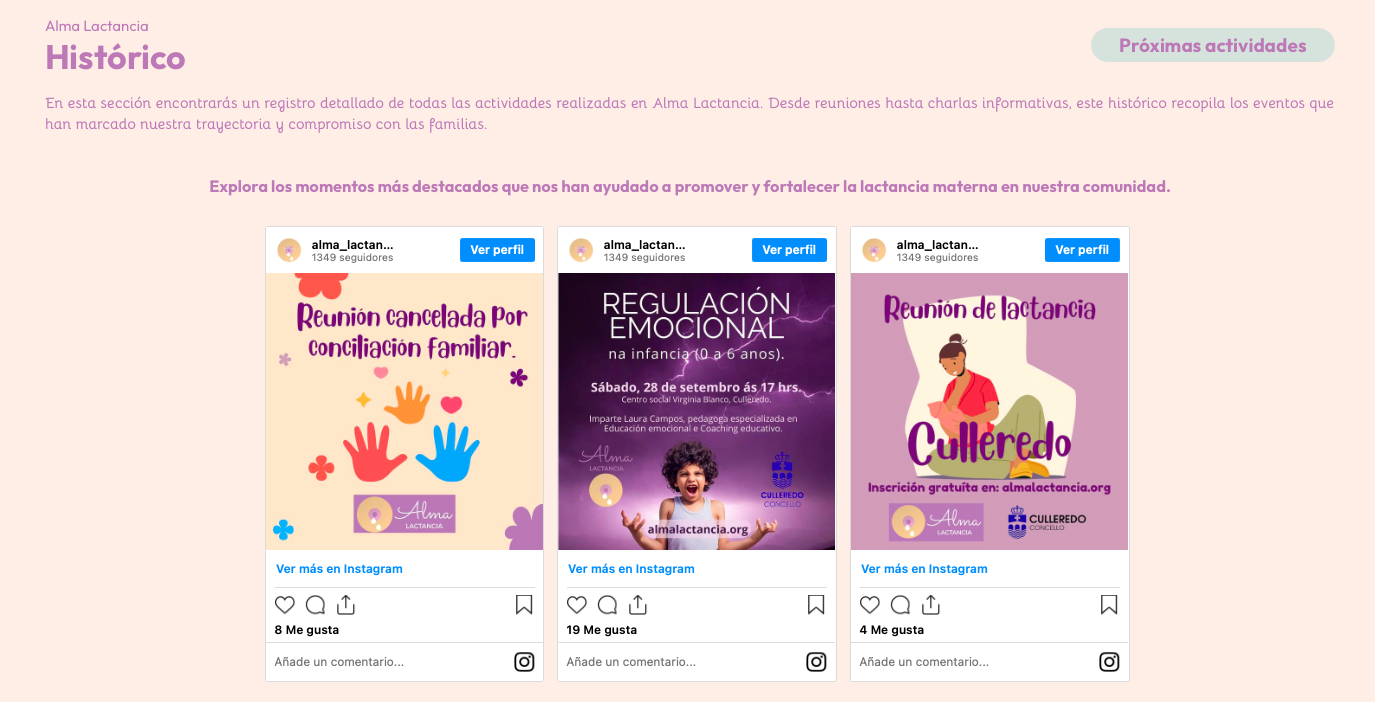 Alma Lactancia
Histórico
Próximas actividades
En esta sección encontrarás un registro detallado de todas las actividades realizadas en Alma Lactancia. Desde reuniones hasta charlas informativas, este histórico recopila los eventos que
han marcado nuestra trayectoria y compromiso con las familias.
Explora los momentos más destacados que nos han ayudado a promover y fortalecer la lactancia materna en nuestra comunidad.
alma_lactan...
1349 seguidores
Ver perfil
Reunión cancelada por
conciliación familiar.
Alma
LACTANCIA
Ver más en Instagram
8 Me gusta
Añade un comentario...
alma_lactan...
1349 seguidores
Ver perfil
REGULACIÓN
EMOCIONAL
na infancia (0 a 6 anos).
Sábado, 28 de setembro ás 17 hrs.
Centro social Virginia Blanco, Culleredo.
Imparte Laura Campos, pedagoga especializada en
Educación emocional e Coaching educativo.
Alma
LACTANCIA
CULLEREDO
CONCELLO
almalactancia.org
Ver más en Instagram
19 Me gusta
Añade un comentario...
alma_lactan...
1349 seguidores
Ver perfil
Reunión de lactancia
Culleredo
Inscrición gratuíta en: almalactancia.org
Alma
LACTANCIA
CULLEREDO
CONCELLO
Ver más en Instagram
4 Me gusta
Añade un comentario...